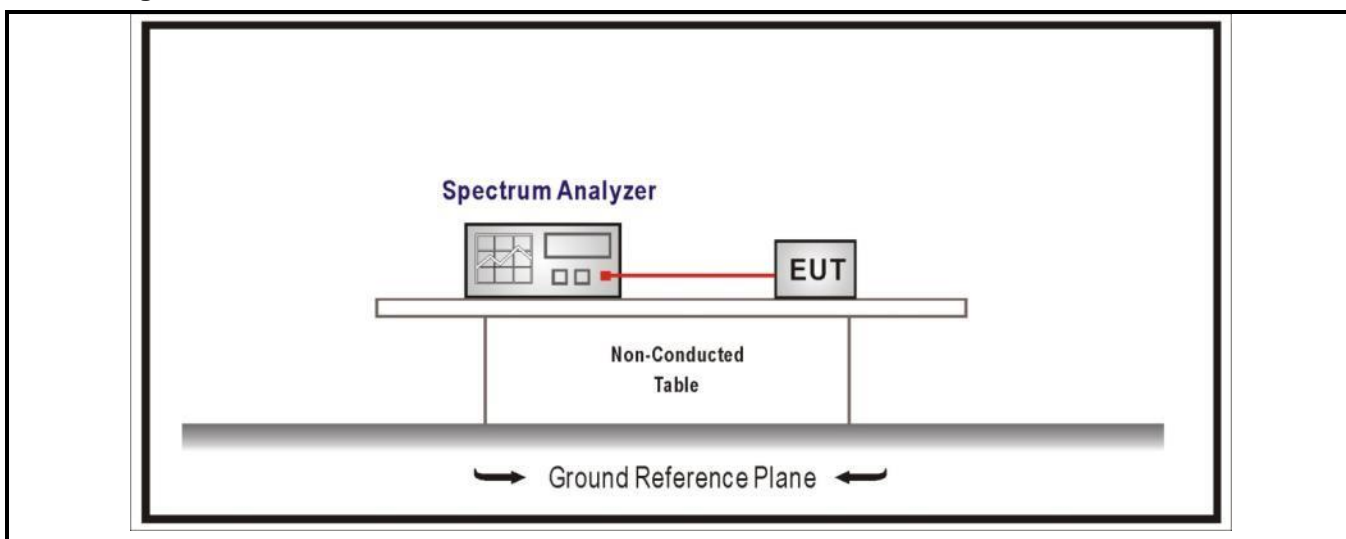 Spectrum Analyzer
EUT
Non-Conducted
Table
Ground Reference Plane